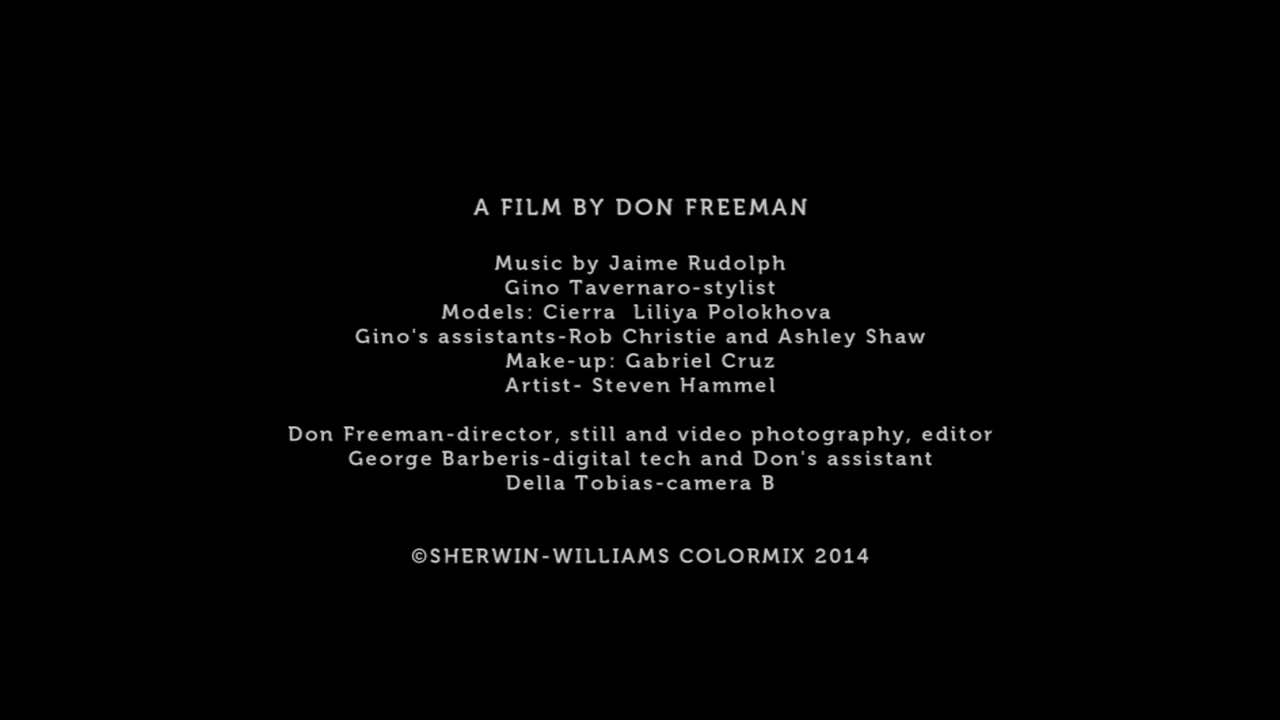 A FILM BY DON FREEMAN
Music by Jaime Rudolph
Gino Tavernaro-stylist
Models: Cierra  Liliya Polokhova
Gino's assistants-Rob Christie and Ashley Shaw
Make-up: Gabriel Cruz
Artist- Steven Hammel
Don Freeman-director, still and video photography, editor
George Barberis-digital tech and Don's assistant
Della Tobias-camera B
©SHERWIN-WILLIAMS COLORMIX 2014